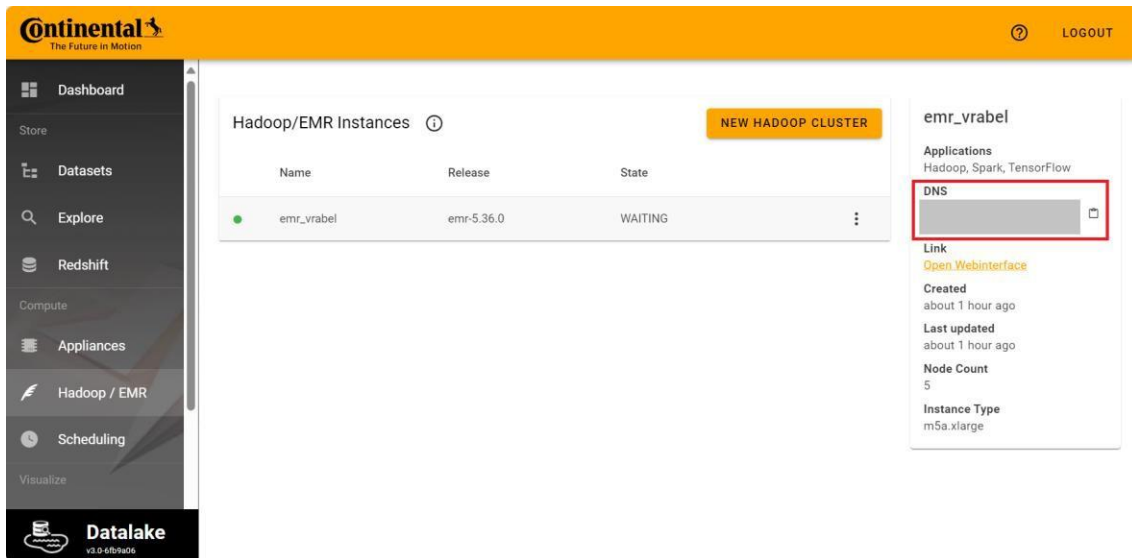 Continental
The Future in Motion
LOGOUT
Dashboard
Store
Datasets
Explore
Redshift
Compute
Appliances
Hadoop / EMR
Scheduling
Visualize
Datalake
v3.0-6fb9a06
Hadoop/EMR Instances
NEW HADOOP CLUSTER
Name Release State
emr_vrabel emr-5.36.0 WAITING
emr_vrabel
Applications
Hadoop, Spark, TensorFlow
DNS
Link
Open Webinterface
Created
about 1 hour ago
Last updated
about 1 hour ago
Node Count
5
Instance Type
m5a.xlarge